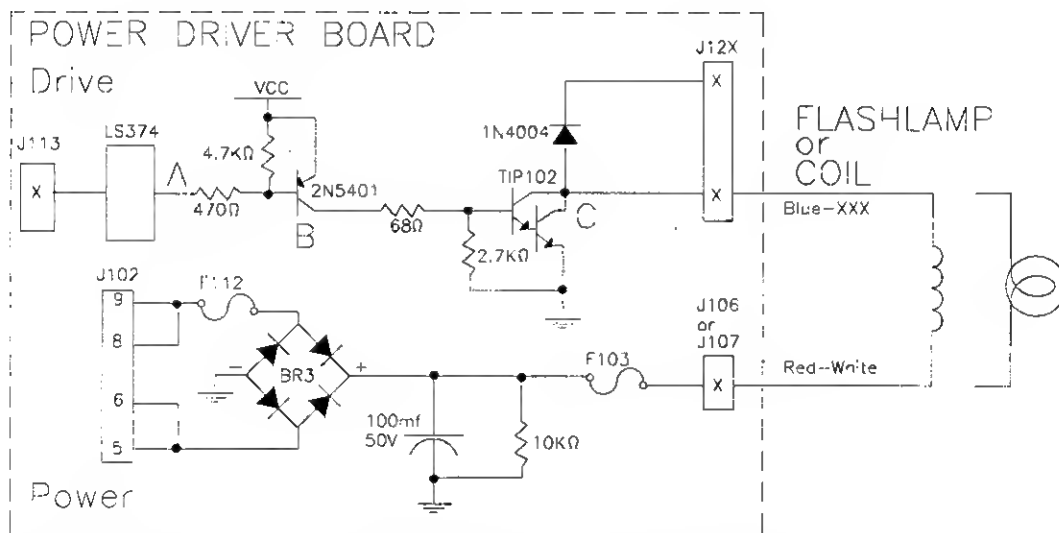 POWER DRIVER BOARD
Drive
J12X
VCC
LS374
J113
X
4.7KΩ
A
470Ω
2N5401
B
68Ω
2.7KΩ
1N4004
TIP102
C
X
X
FLASHLAMP
or
COIL
Blue-XXX
J102
9
8
6
5
F112
BR3
-
+
100mf
50V
10KΩ
F103
J106
or
J107
X
Red-White
Power